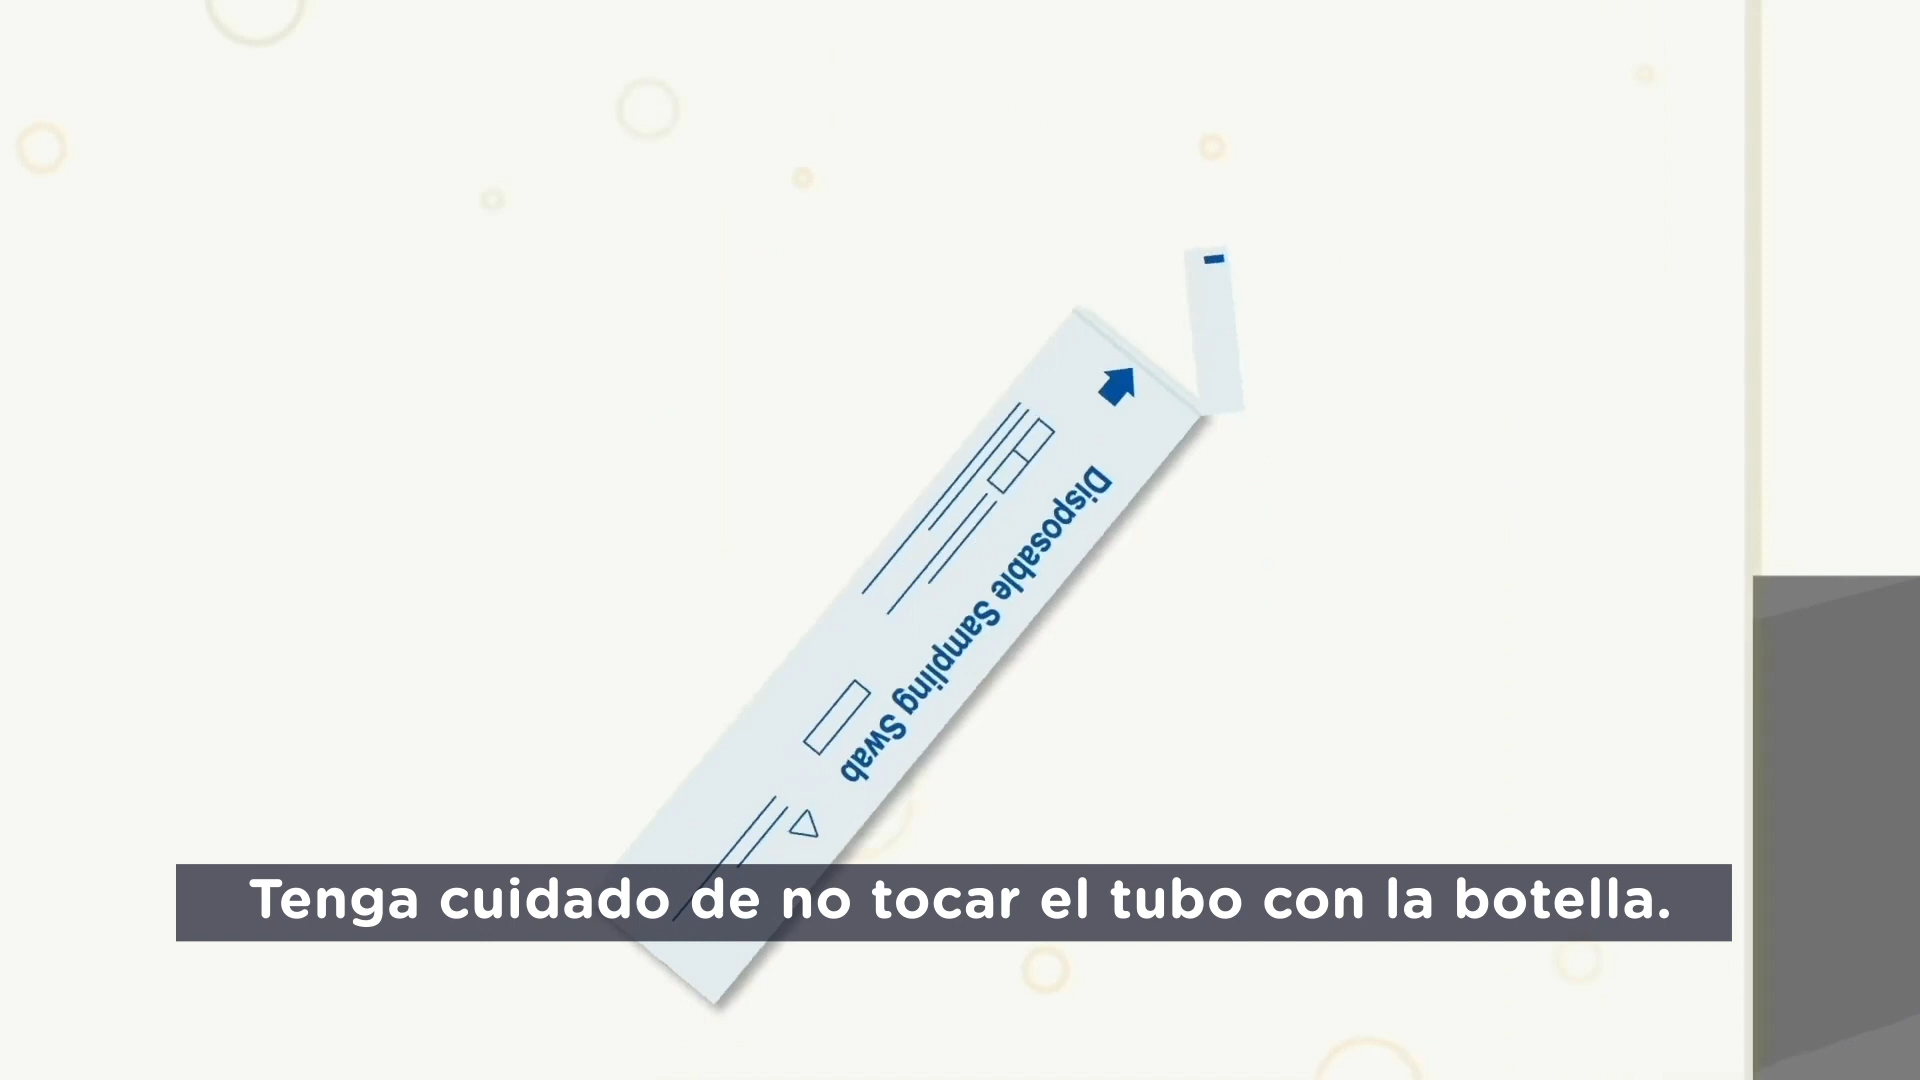 Disposable Sampling Swab
Tenga cuidado de no tocar el tubo con la botella.